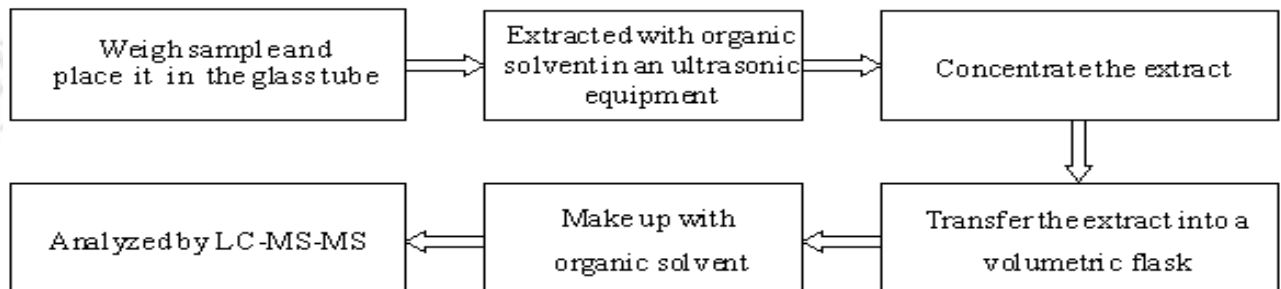 Weigh sample and
place it in the glass tube
Extracted with organic
solvent in an ultrasonic
equipment
Concentrate the extract
Transfer the extract into a
volumetric flask
Make up with
organic solvent
Analyzed by LC-MS-MS